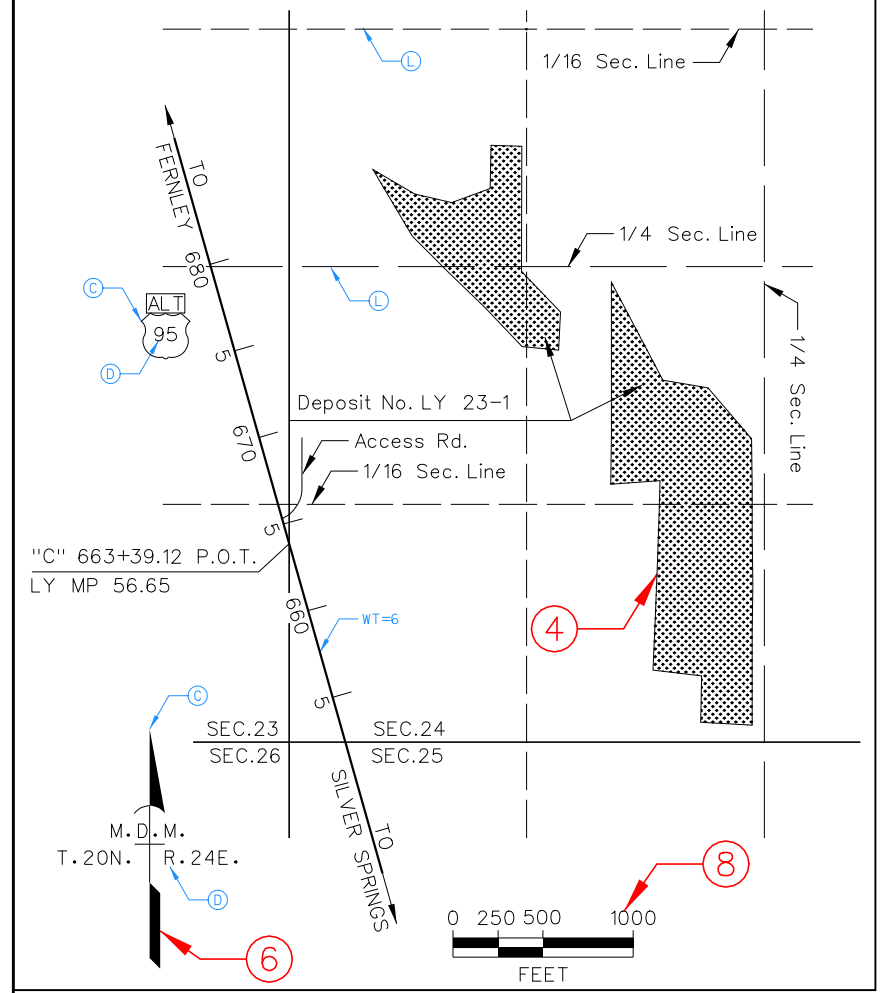 L
1/16 Sec. Line
TO
FERNLEY
1/4 Sec. Line
680
C
L
ALT
95
D
5
1/4 Sec. Line
Deposit No. LY 23-1
670
Access Rd.
1/16 Sec. Line
5
"C" 663+39.12 P.O.T.
LY MP 56.65
660
WT=6
4
5
C
SEC.23
SEC.24
SEC.26
SEC.25
TO
SILVER SPRINGS
M.D.M.
T.20N. R.24E.
D
8
0 250 500 1000
FEET
6